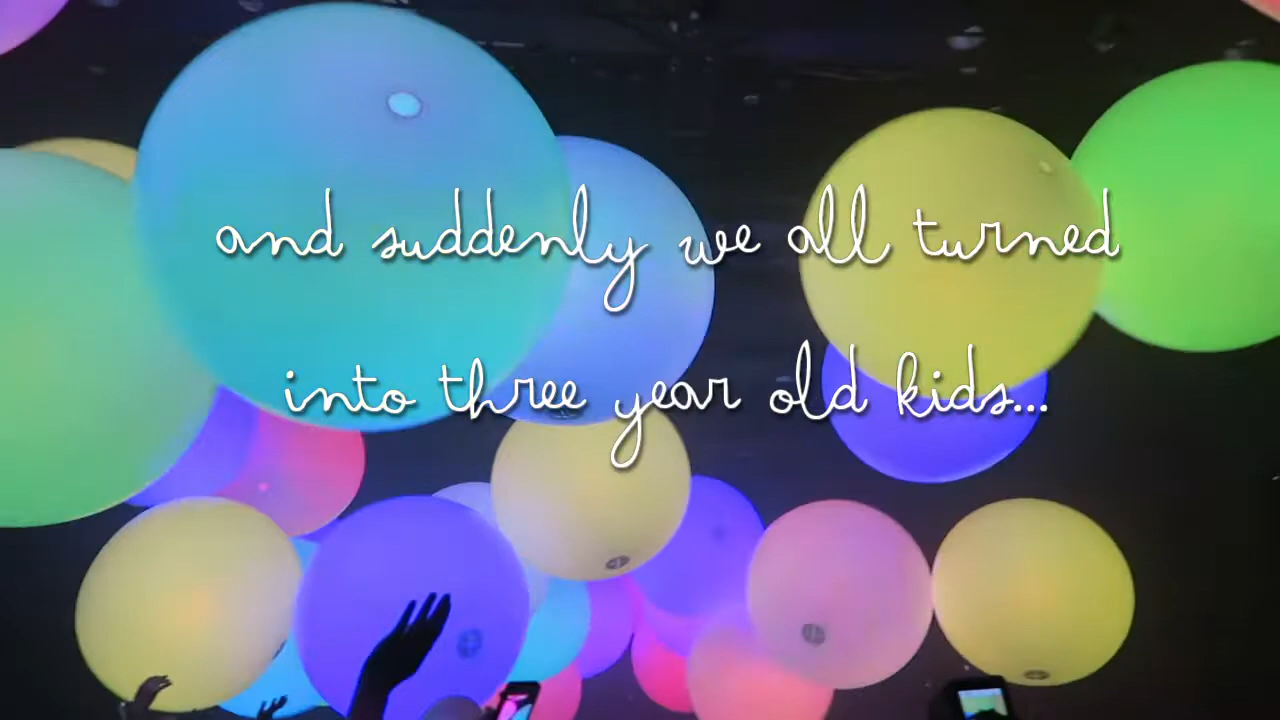 and suddenly we all turned
into three year old kids...